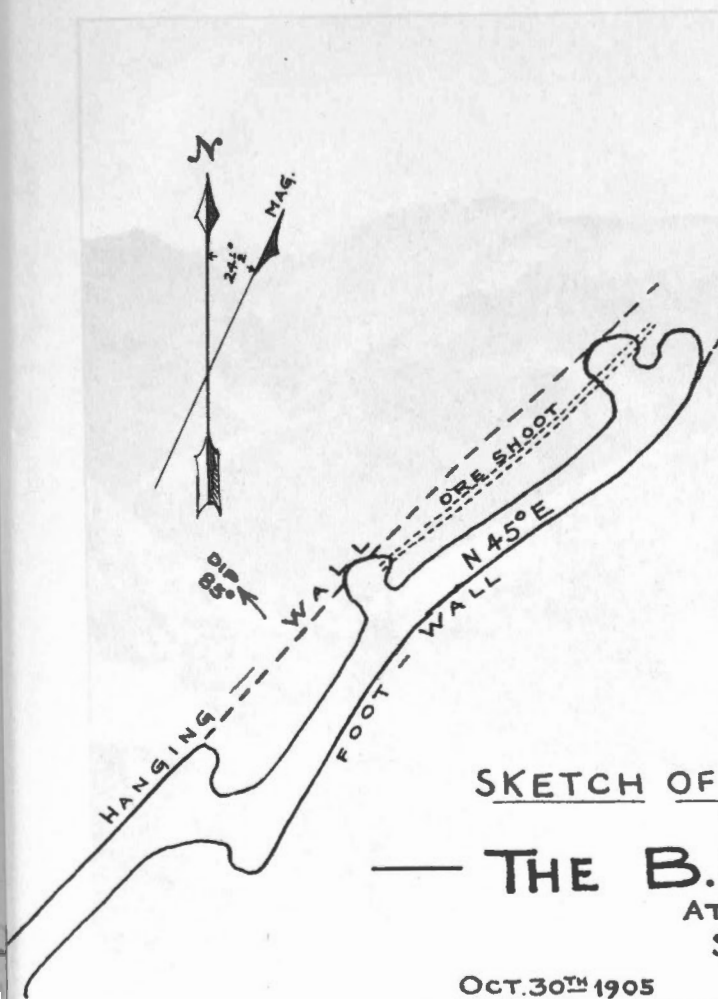 N
MAG.
24½°
ORE SHOOT
N 45° E
DIP
85°
HANGING WALL
FOOT WALL
SKETCH OF
— THE B.
AT
S
OCT. 30TH 1905